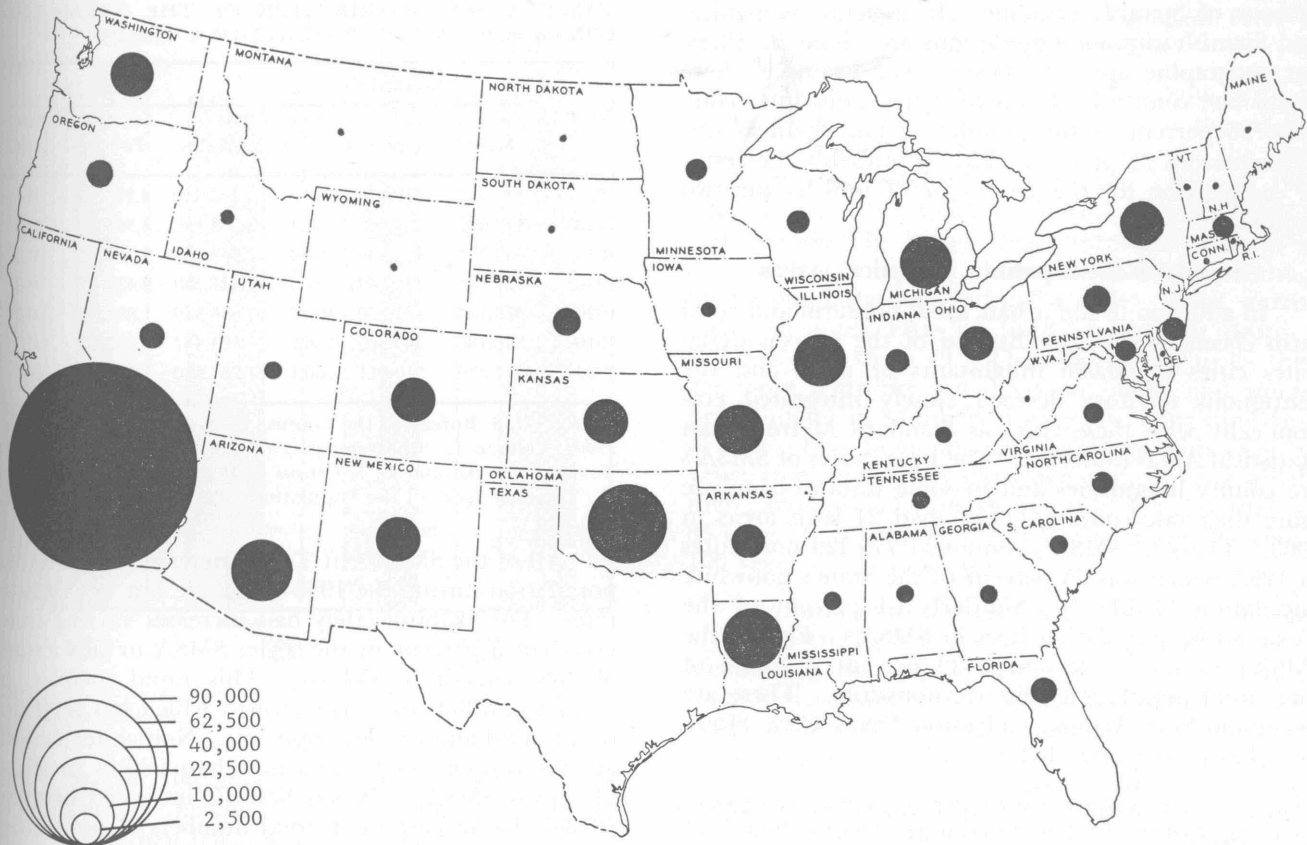 WASHINGTON
MONTANA
NORTH DAKOTA
MAINE
OREGON
VT.
SOUTH DAKOTA
N.H.
WYOMING
CALIFORNIA
NEVADA
IDAHO
MINNESOTA
MASS.
CONN.
R.I.
UTAH
NEBRASKA
IOWA
WISCONSIN
NEW YORK
ILLINOIS
MICHIGAN
INDIANA
OHIO
N.J.
COLORADO
PENNSYLVANIA
MISSOURI
W.VA.
DEL.
KANSAS
ARIZONA
NEW MEXICO
OKLAHOMA
TEXAS
KENTUCKY
VIRGINIA
NORTH CAROLINA
TENNESSEE
ARKANSAS
ALABAMA
GEORGIA
S. CAROLINA
MISSISSIPPI
LOUISIANA
FLORIDA
90,000
62,500
40,000
22,500
10,000
2,500